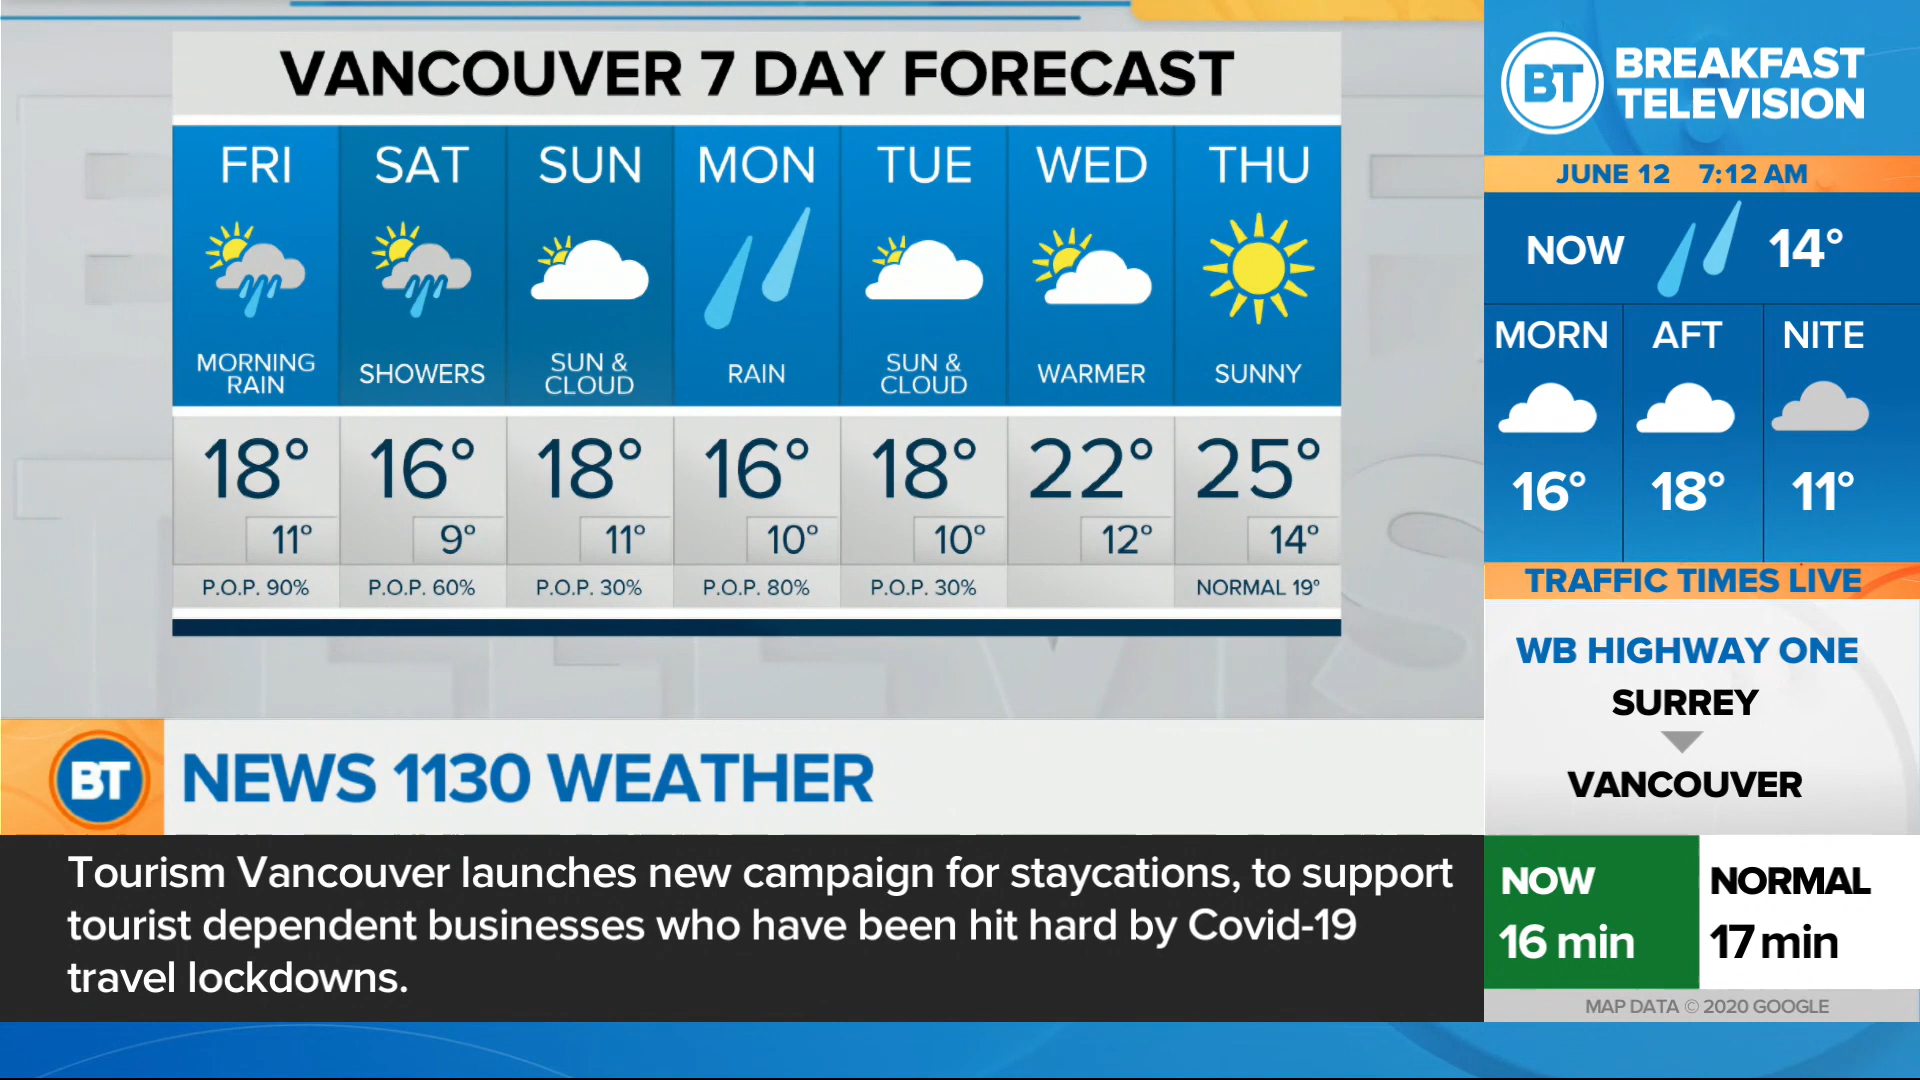 VANCOUVER 7 DAY FORECAST
FRI SAT SUN MON TUE WED THU
MORNING RAIN SHOWERS SUN & CLOUD RAIN SUN & CLOUD WARMER SUNNY
18° 16° 18° 16° 18° 22° 25°
11° 9° 11° 10° 10° 12° 14°
P.O.P. 90% P.O.P. 60% P.O.P. 30% P.O.P. 80% P.O.P. 30% NORMAL 19°
BT NEWS 1130 WEATHER
Tourism Vancouver launches new campaign for staycations, to support
tourist dependent businesses who have been hit hard by Covid-19
travel lockdowns.
BT BREAKFAST
TELEVISION
JUNE 12 7:12 AM
NOW 14°
MORN AFT NITE
16° 18° 11°
TRAFFIC TIMES LIVE
WB HIGHWAY ONE
SURREY
VANCOUVER
NOW NORMAL
16 min 17 min
MAP DATA © 2020 GOOGLE